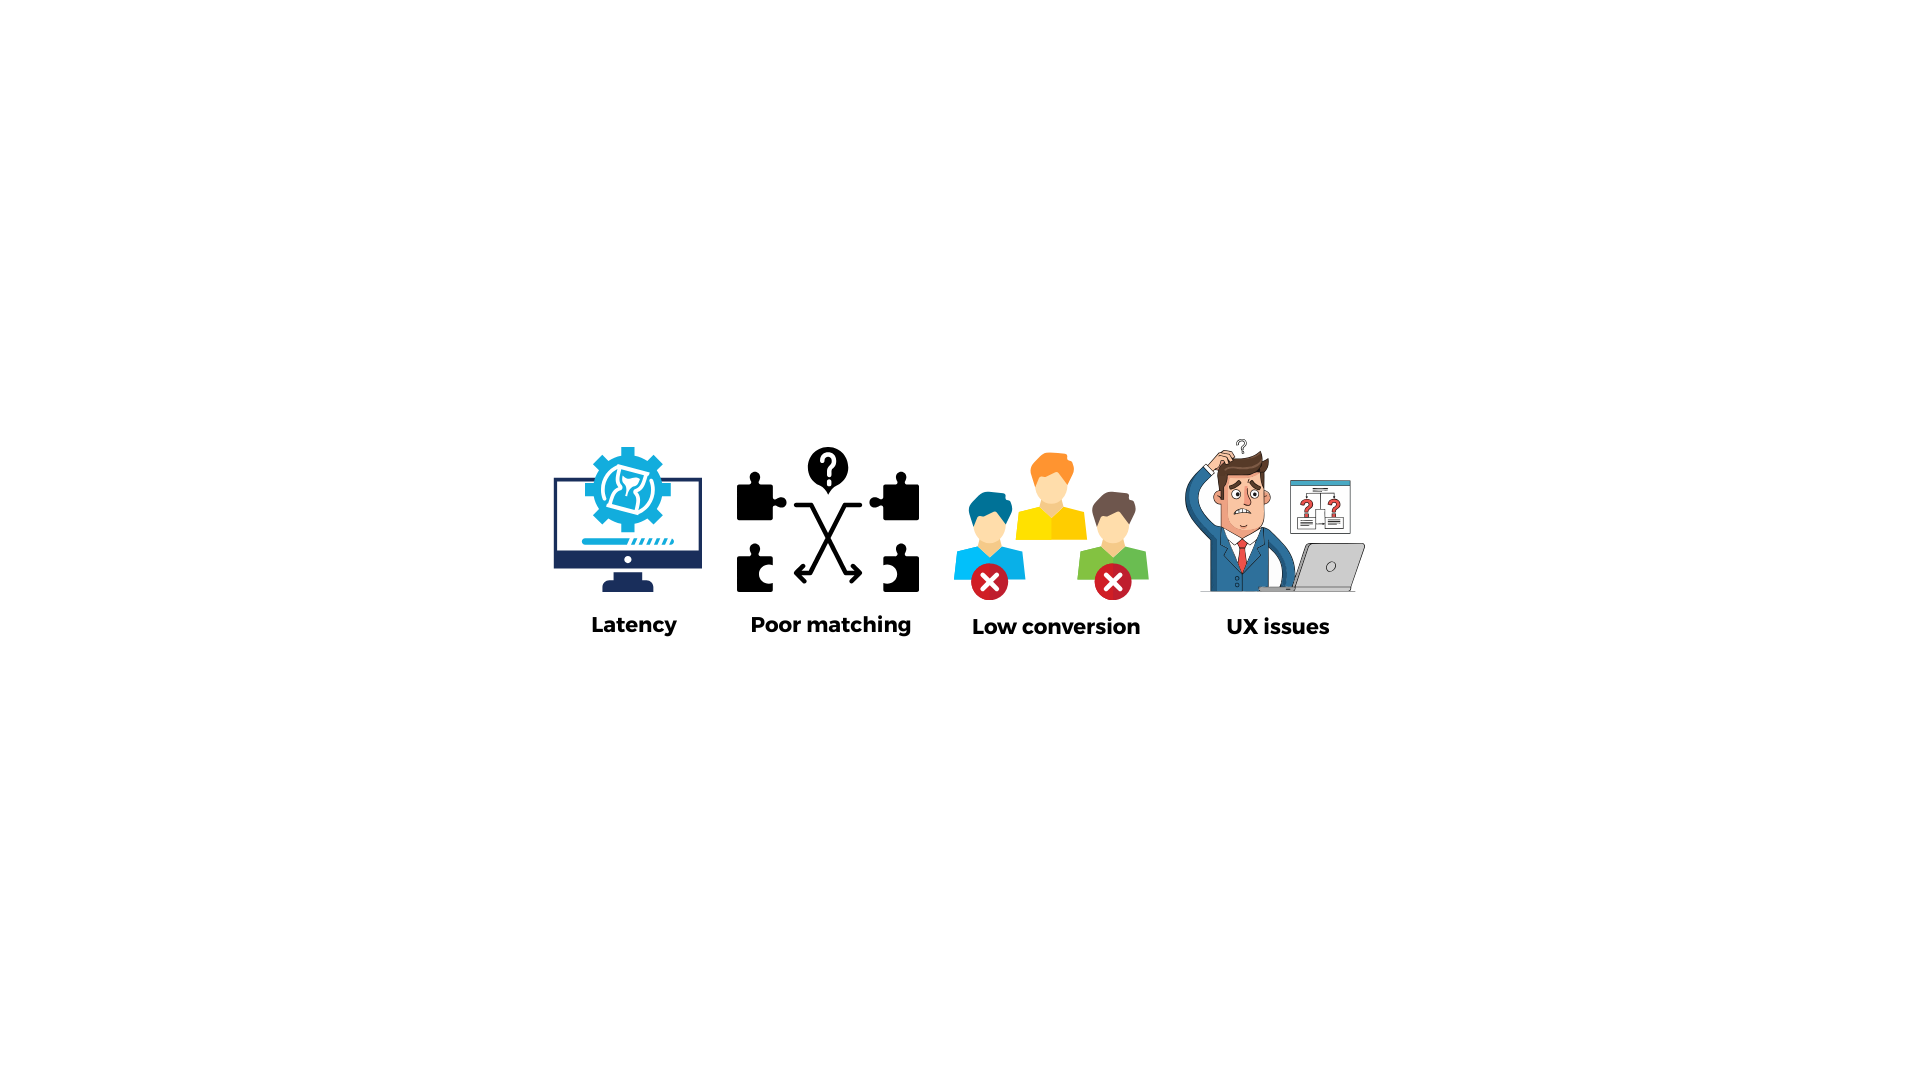 Latency
Poor matching
Low conversion
UX issues